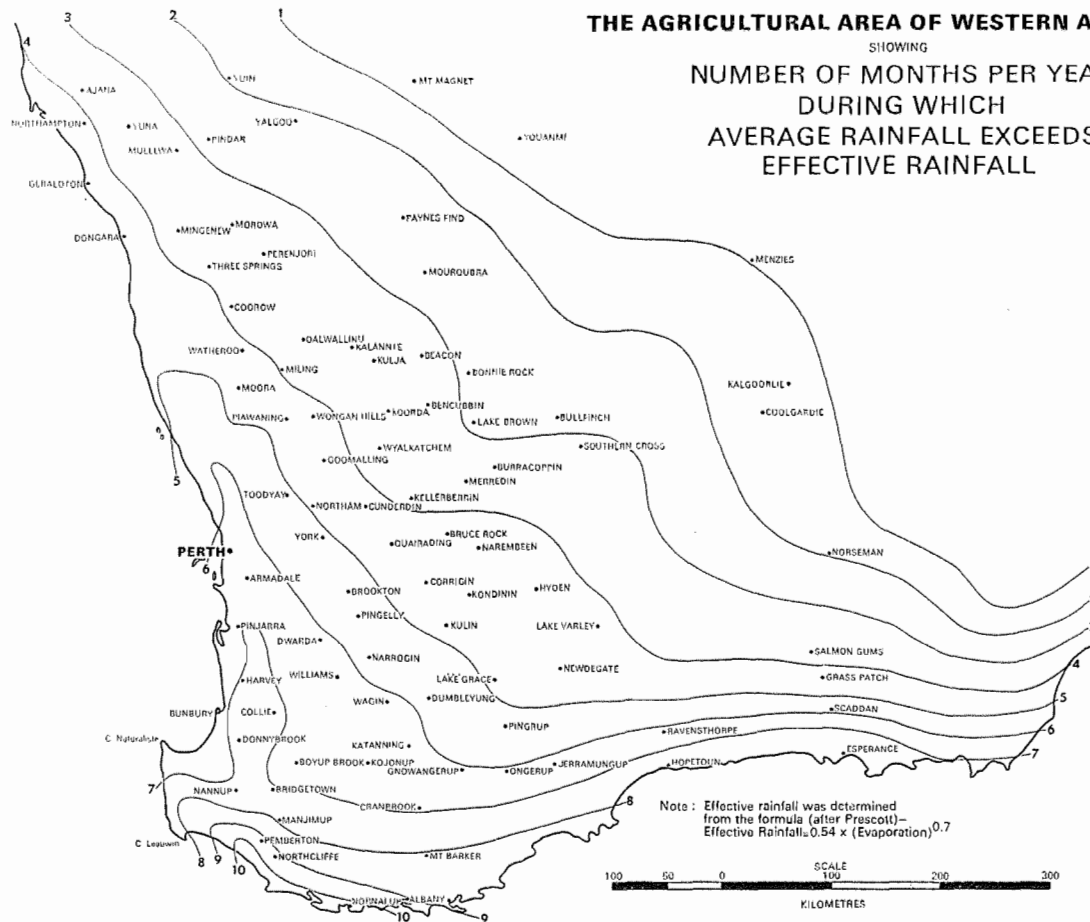 THE AGRICULTURAL AREA OF WESTERN A
SHOWING
NUMBER OF MONTHS PER YEA
DURING WHICH
AVERAGE RAINFALL EXCEEDS
EFFECTIVE RAINFALL
1
2
3
4
YUIN
MT MAGNET
AJANA
NORTHAMPTON
YUNA
YALGOO
PINDAR
YOUANMI
MULLEWA
GERALDTON
PAYNES FIND
DONGARA
MINGENEW
MOROWA
PERENJORI
MENZIES
THREE SPRINGS
MOUROUBRA
COOROW
DALWALLINU
WATHEROO
KALANNIE
KULJA
BEACON
MILING
BONNIE ROCK
MOORA
KALGOORLIE
COOLGARDIE
PIAWANING
WONGAN HILLS
KOORDA
BENCUBBIN
LAKE BROWN
BULLFINCH
WYALKATCHEM
SOUTHERN CROSS
GOOMALLING
BURRACOPPIN
5
MERREDIN
TOODYAY
KELLERBERRIN
NORTHAM
CUNDERDIN
YORK
BRUCE ROCK
QUAIRADING
NAREMBEEN
PERTH
NORSEMAN
6
ARMADALE
CORRIGIN
BROOKTON
KONDININ
HYDEN
PINGELLY
PINJARRA
KULIN
LAKE VARLEY
DWARDA
SALMON GUMS
NARROGIN
NEWDEGATE
4
HARVEY
WILLIAMS
LAKE GRACE
GRASS PATCH
WAGIN
DUMBLEYUNG
5
BUNBURY
COLLIE
SCADDAN
PINGRUP
6
RAVENSTHORPE
C Naturaliste
DONNYBROOK
KATANNING
ESPERANCE
7
BOYUP BROOK
KOJONUP
GNOWANGERUP
ONGERUP
JERRAMUNGUP
HOPETOUN
7
NANNUP
BRIDGETOWN
CRANBROOK
8
MANJIMUP
C Leeuwin
PEMBERTON
NORTHCLIFFE
MT BARKER
8
9
10
NORNALUP
ALBANY
10
9
Note : Effective rainfall was determined
from the formula (after Prescott)–
Effective Rainfall=0.54 x (Evaporation)0.7
SCALE
100 0 100 200 300
KILOMETRES